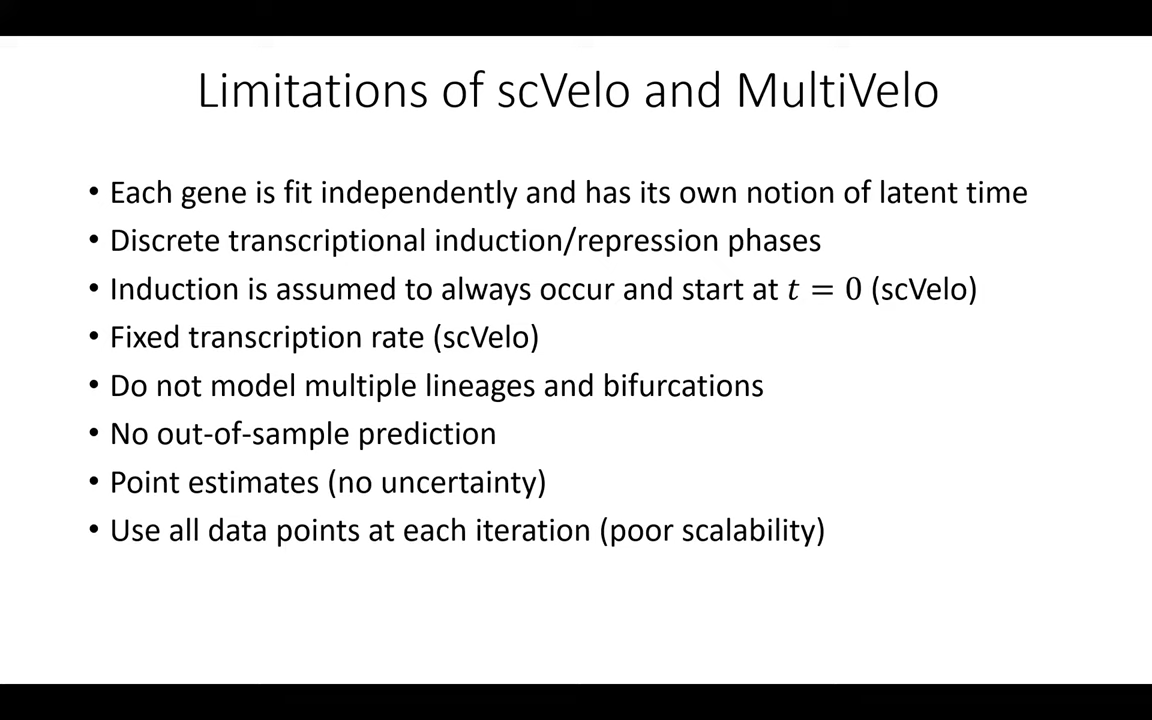 Limitations of scVelo and MultiVelo
• Each gene is fit independently and has its own notion of latent time
• Discrete transcriptional induction/repression phases
• Induction is assumed to always occur and start at t = 0 (scVelo)
• Fixed transcription rate (scVelo)
• Do not model multiple lineages and bifurcations
• No out-of-sample prediction
• Point estimates (no uncertainty)
• Use all data points at each iteration (poor scalability)